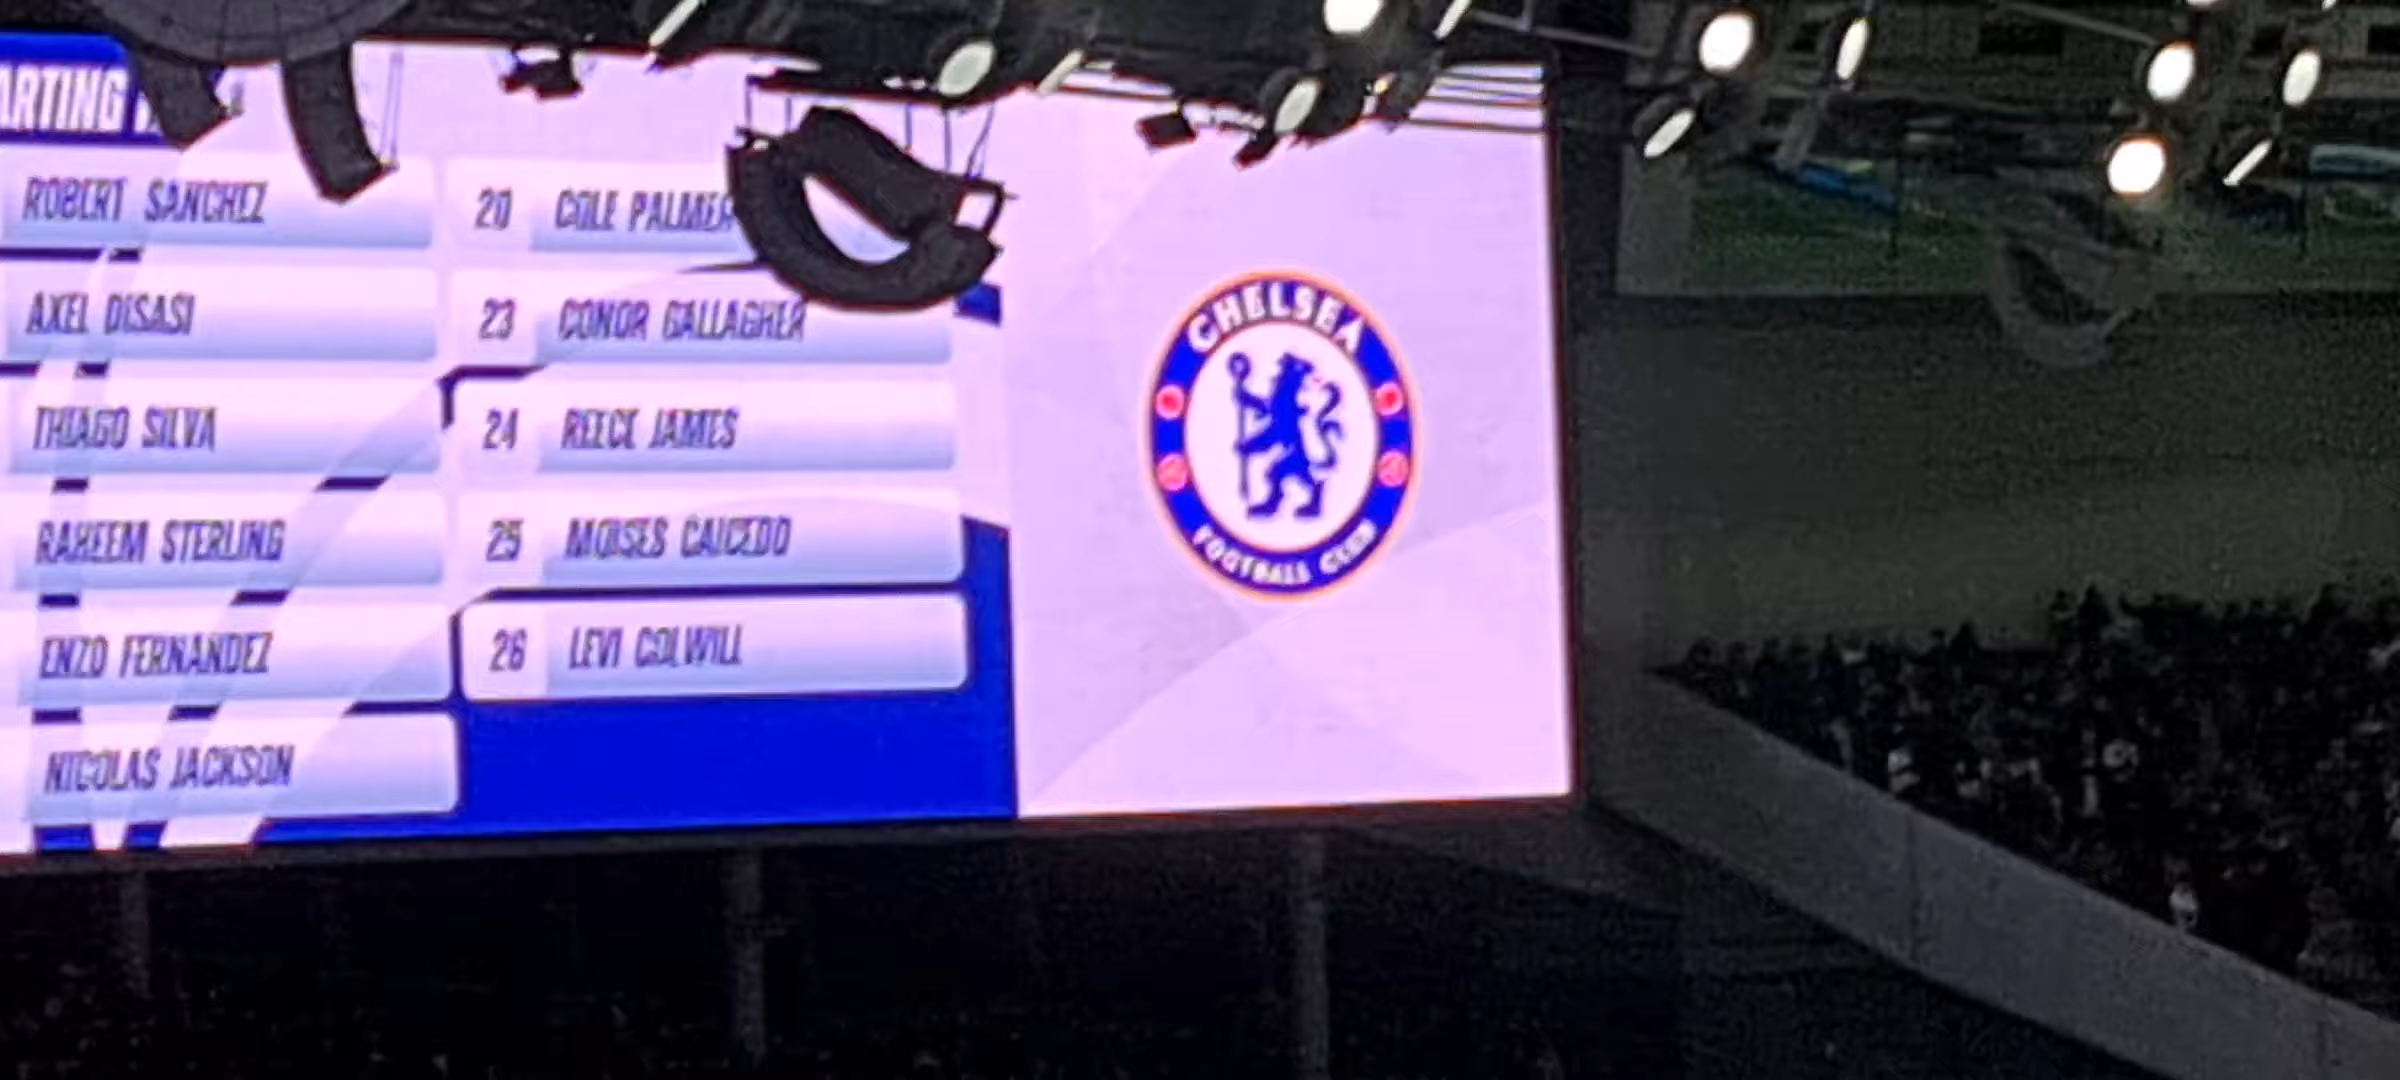 ARTING
ROBERT SANCHEZ
AXEL DISASI
THIAGO SILVA
RAHEEM STERLING
ENZO FERNANDEZ
NICOLAS JACKSON
20 COLE PALMER
23 CONOR GALLAGHER
24 REECE JAMES
25 MOISES CAICEDO
26 LEVI COLWILL
CHELSEA
FOOTBALL CLUB